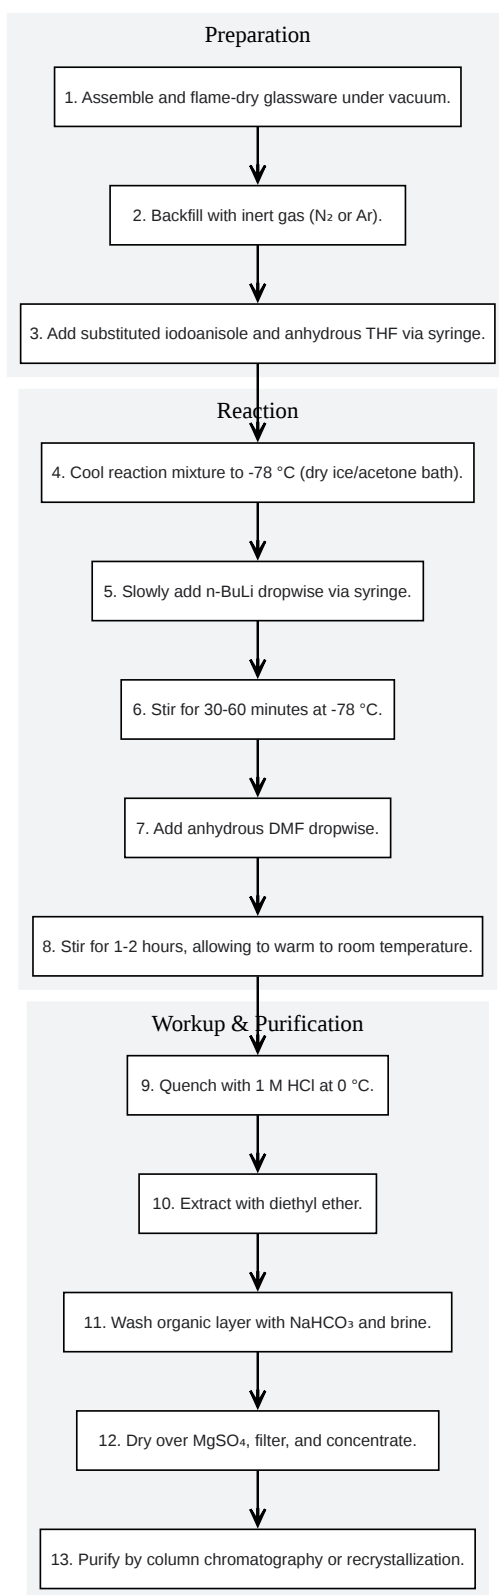 Preparation
1. Assemble and flame-dry glassware under vacuum.
2. Backfill with inert gas (N₂ or Ar).
3. Add substituted iodoanisole and anhydrous THF via syringe.
Reaction
4. Cool reaction mixture to -78 °C (dry ice/acetone bath).
5. Slowly add n-BuLi dropwise via syringe.
6. Stir for 30-60 minutes at -78 °C.
7. Add anhydrous DMF dropwise.
8. Stir for 1-2 hours, allowing to warm to room temperature.
Workup & Purification
9. Quench with 1 M HCl at 0 °C.
10. Extract with diethyl ether.
11. Wash organic layer with NaHCO₃ and brine.
12. Dry over MgSO₄, filter, and concentrate.
13. Purify by column chromatography or recrystallization.